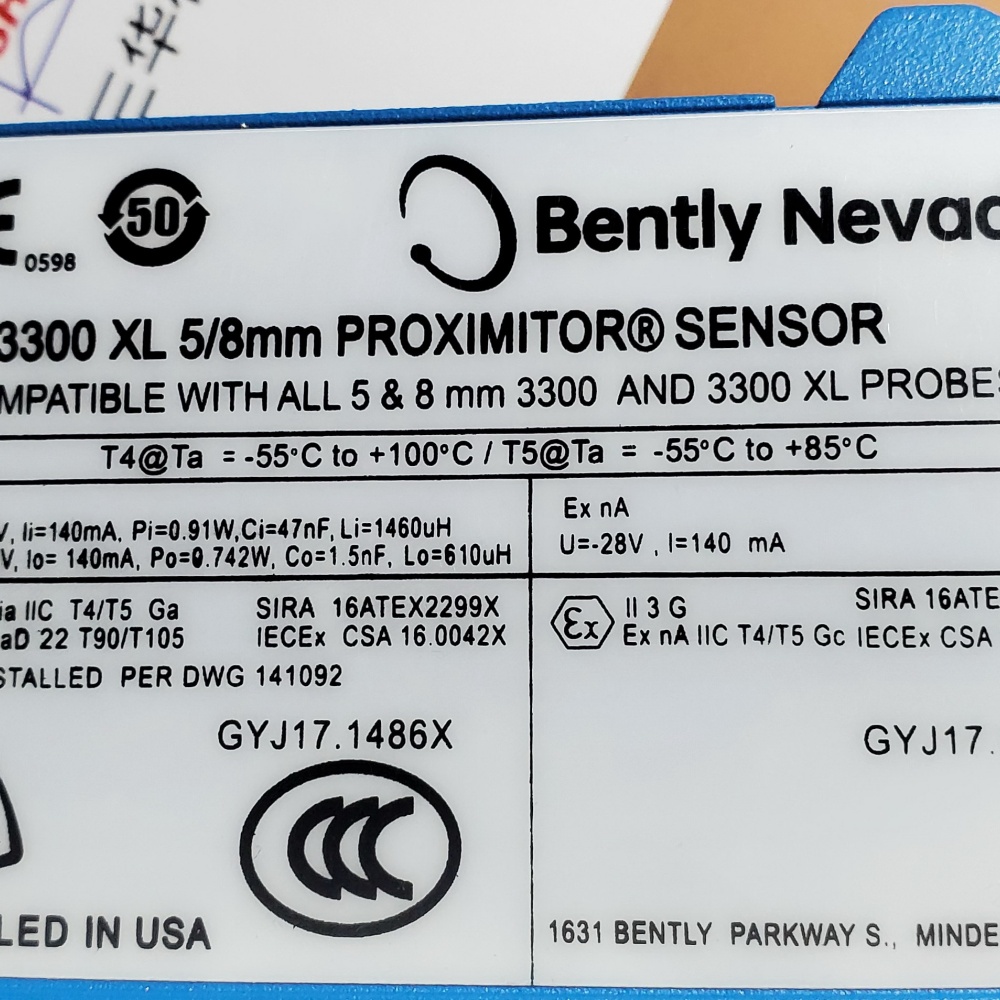 三华
0598
50
Bently Nevad
3300 XL 5/8mm PROXIMITOR® SENSOR
MPATIBLE WITH ALL 5 & 8 mm 3300 AND 3300 XL PROBES
T4@Ta = -55°C to +100°C / T5@Ta = -55°C to +85°C
V, Ii=140mA, Pi=0.91W,Ci=47nF, Li=1460uH
V, Io= 140mA, Po=0.742W, Co=1.5nF, Lo=610uH
Ex nA
U=-28V , I=140 mA
ia IIC T4/T5 Ga SIRA 16ATEX2299X
aD 22 T90/T105 IECEx CSA 16.0042X
STALLED PER DWG 141092
Ex II 3 G SIRA 16ATE
Ex nA IIC T4/T5 Gc IECEx CSA
GYJ17.1486X
GYJ17.
CCC
LED IN USA
1631 BENTLY PARKWAY S., MINDE